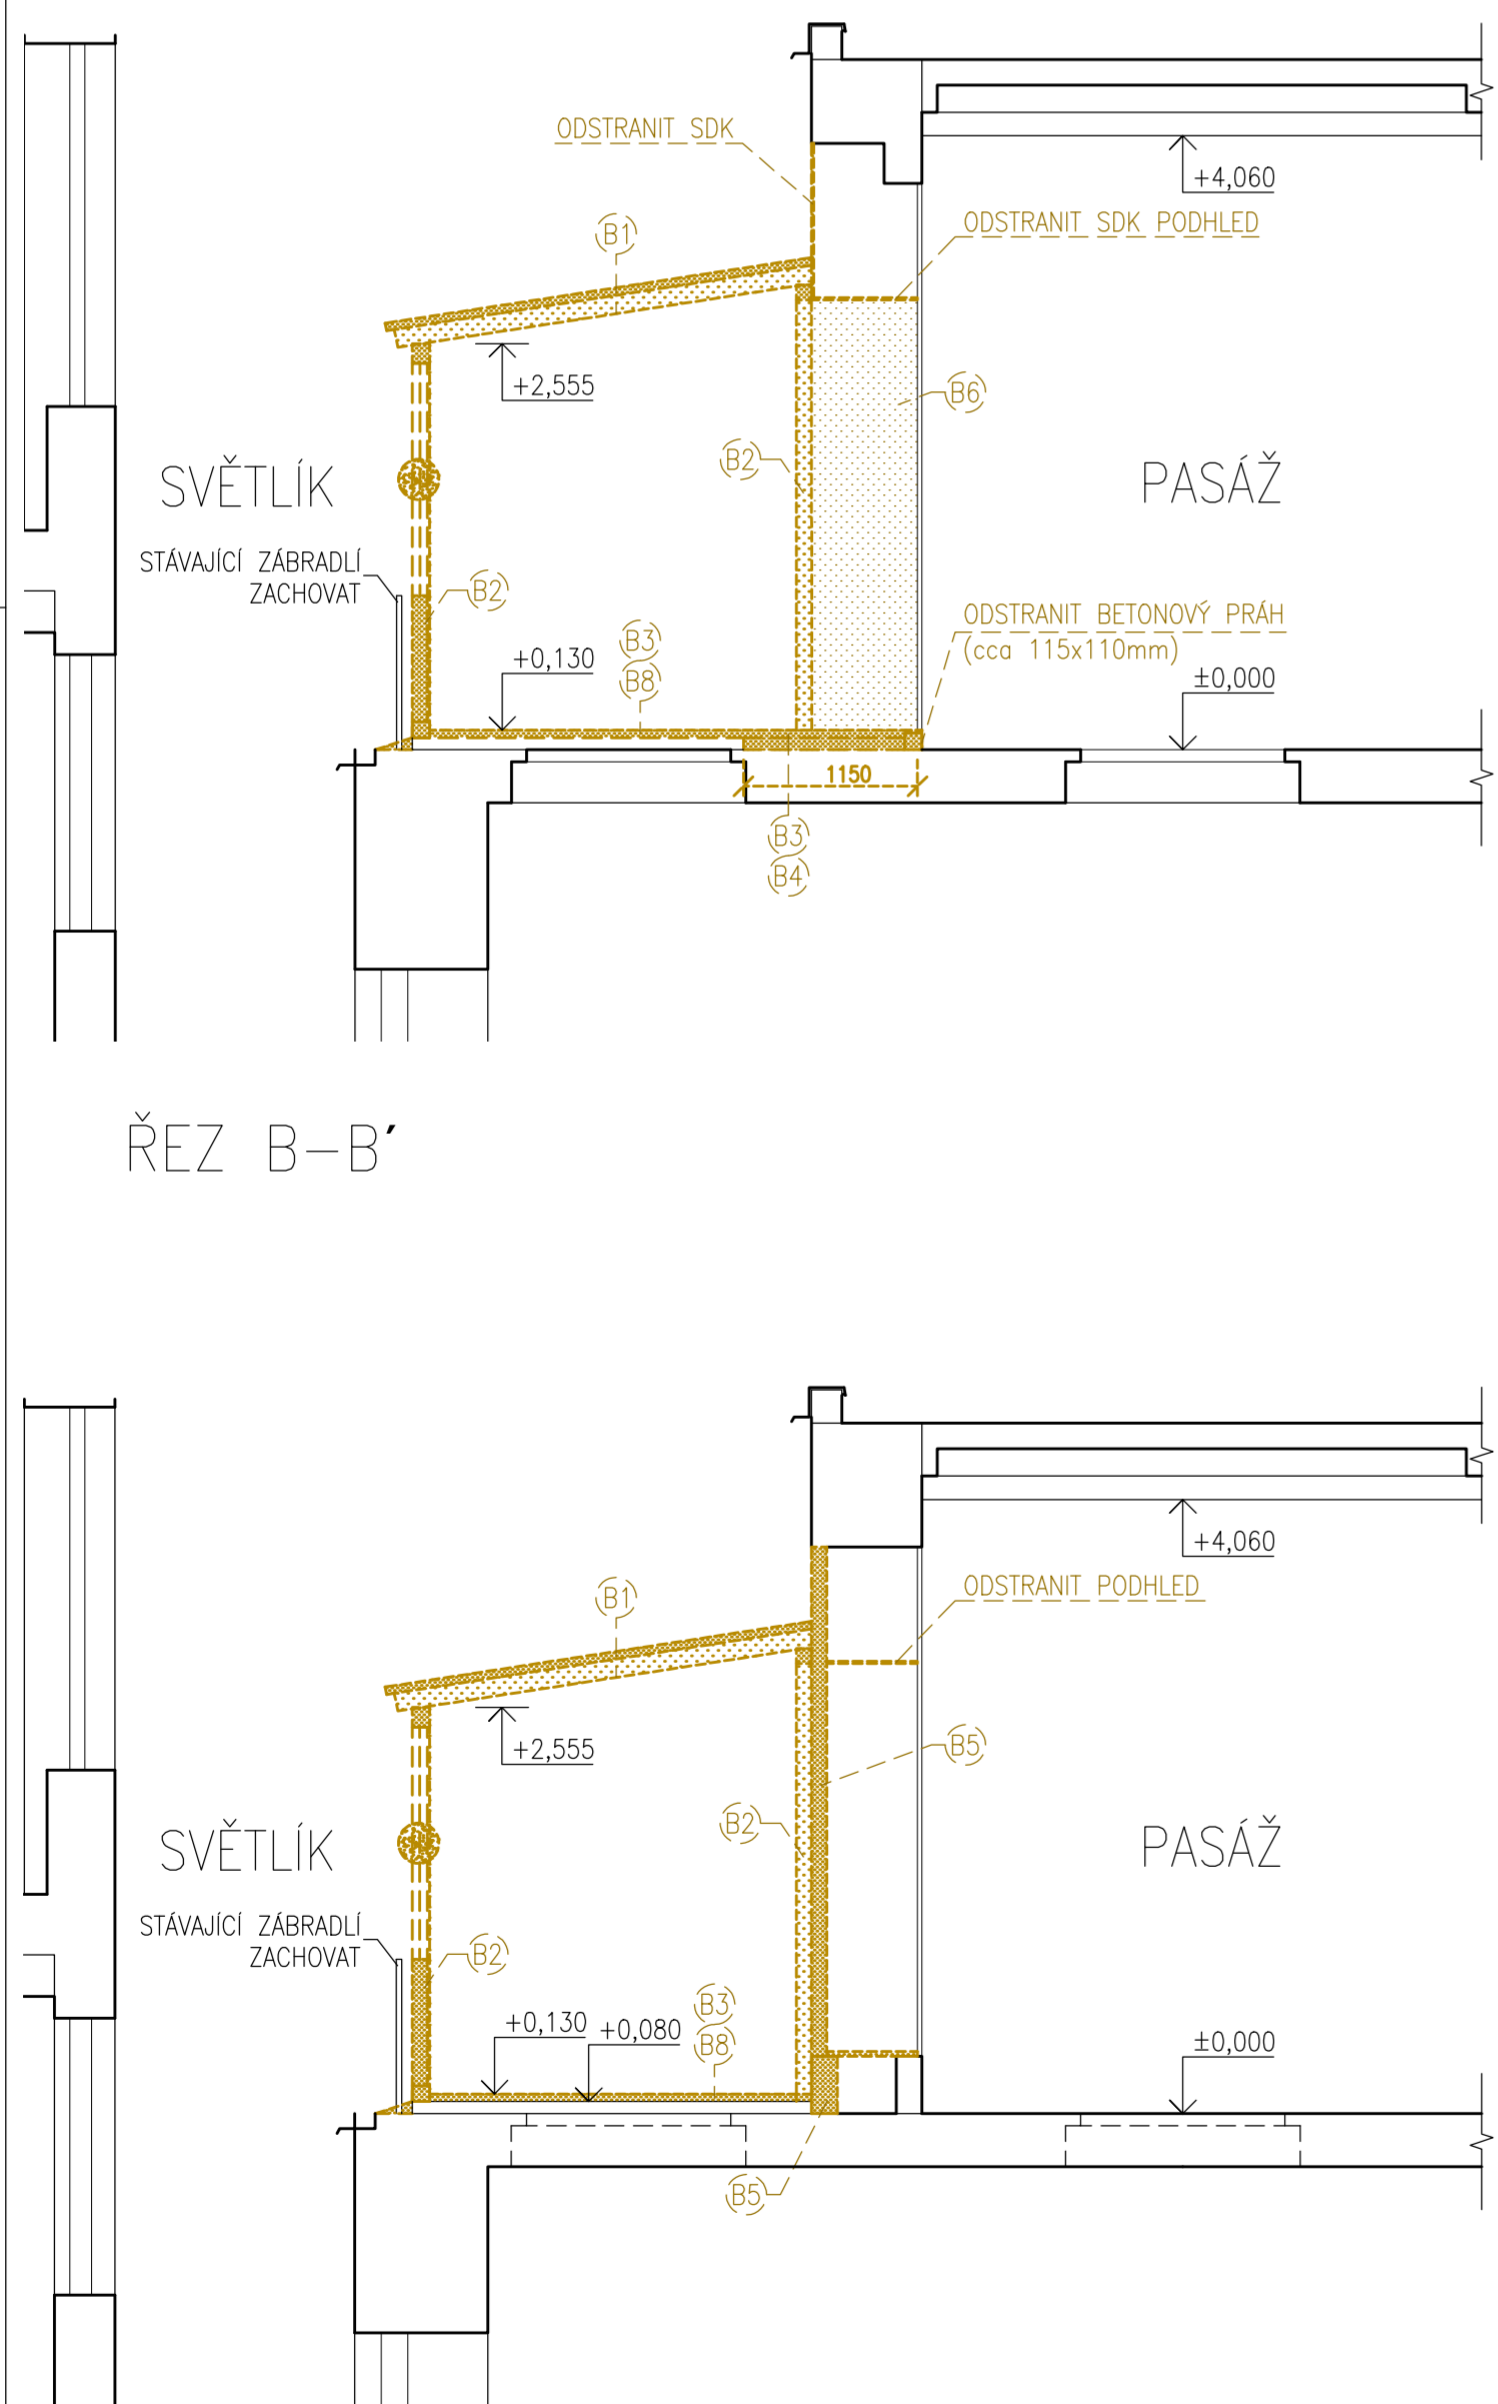 ODSTRANIT SDK
+4,060
B1
ODSTRANIT SDK PODHLED
+2,555
B6
B2
SVĚTLÍK
PASÁŽ
STÁVAJÍCÍ ZÁBRADLÍ
ZACHOVAT
B2
ODSTRANIT BETONOVÝ PRÁH
(cca 115x110mm)
B3
B8
+0,130
±0,000
1150
B3
B4
ŘEZ B-B'
+4,060
B1
ODSTRANIT PODHLED
+2,555
B5
B2
SVĚTLÍK
PASÁŽ
STÁVAJÍCÍ ZÁBRADLÍ
ZACHOVAT
B2
B3
B8
+0,130
+0,080
±0,000
B5